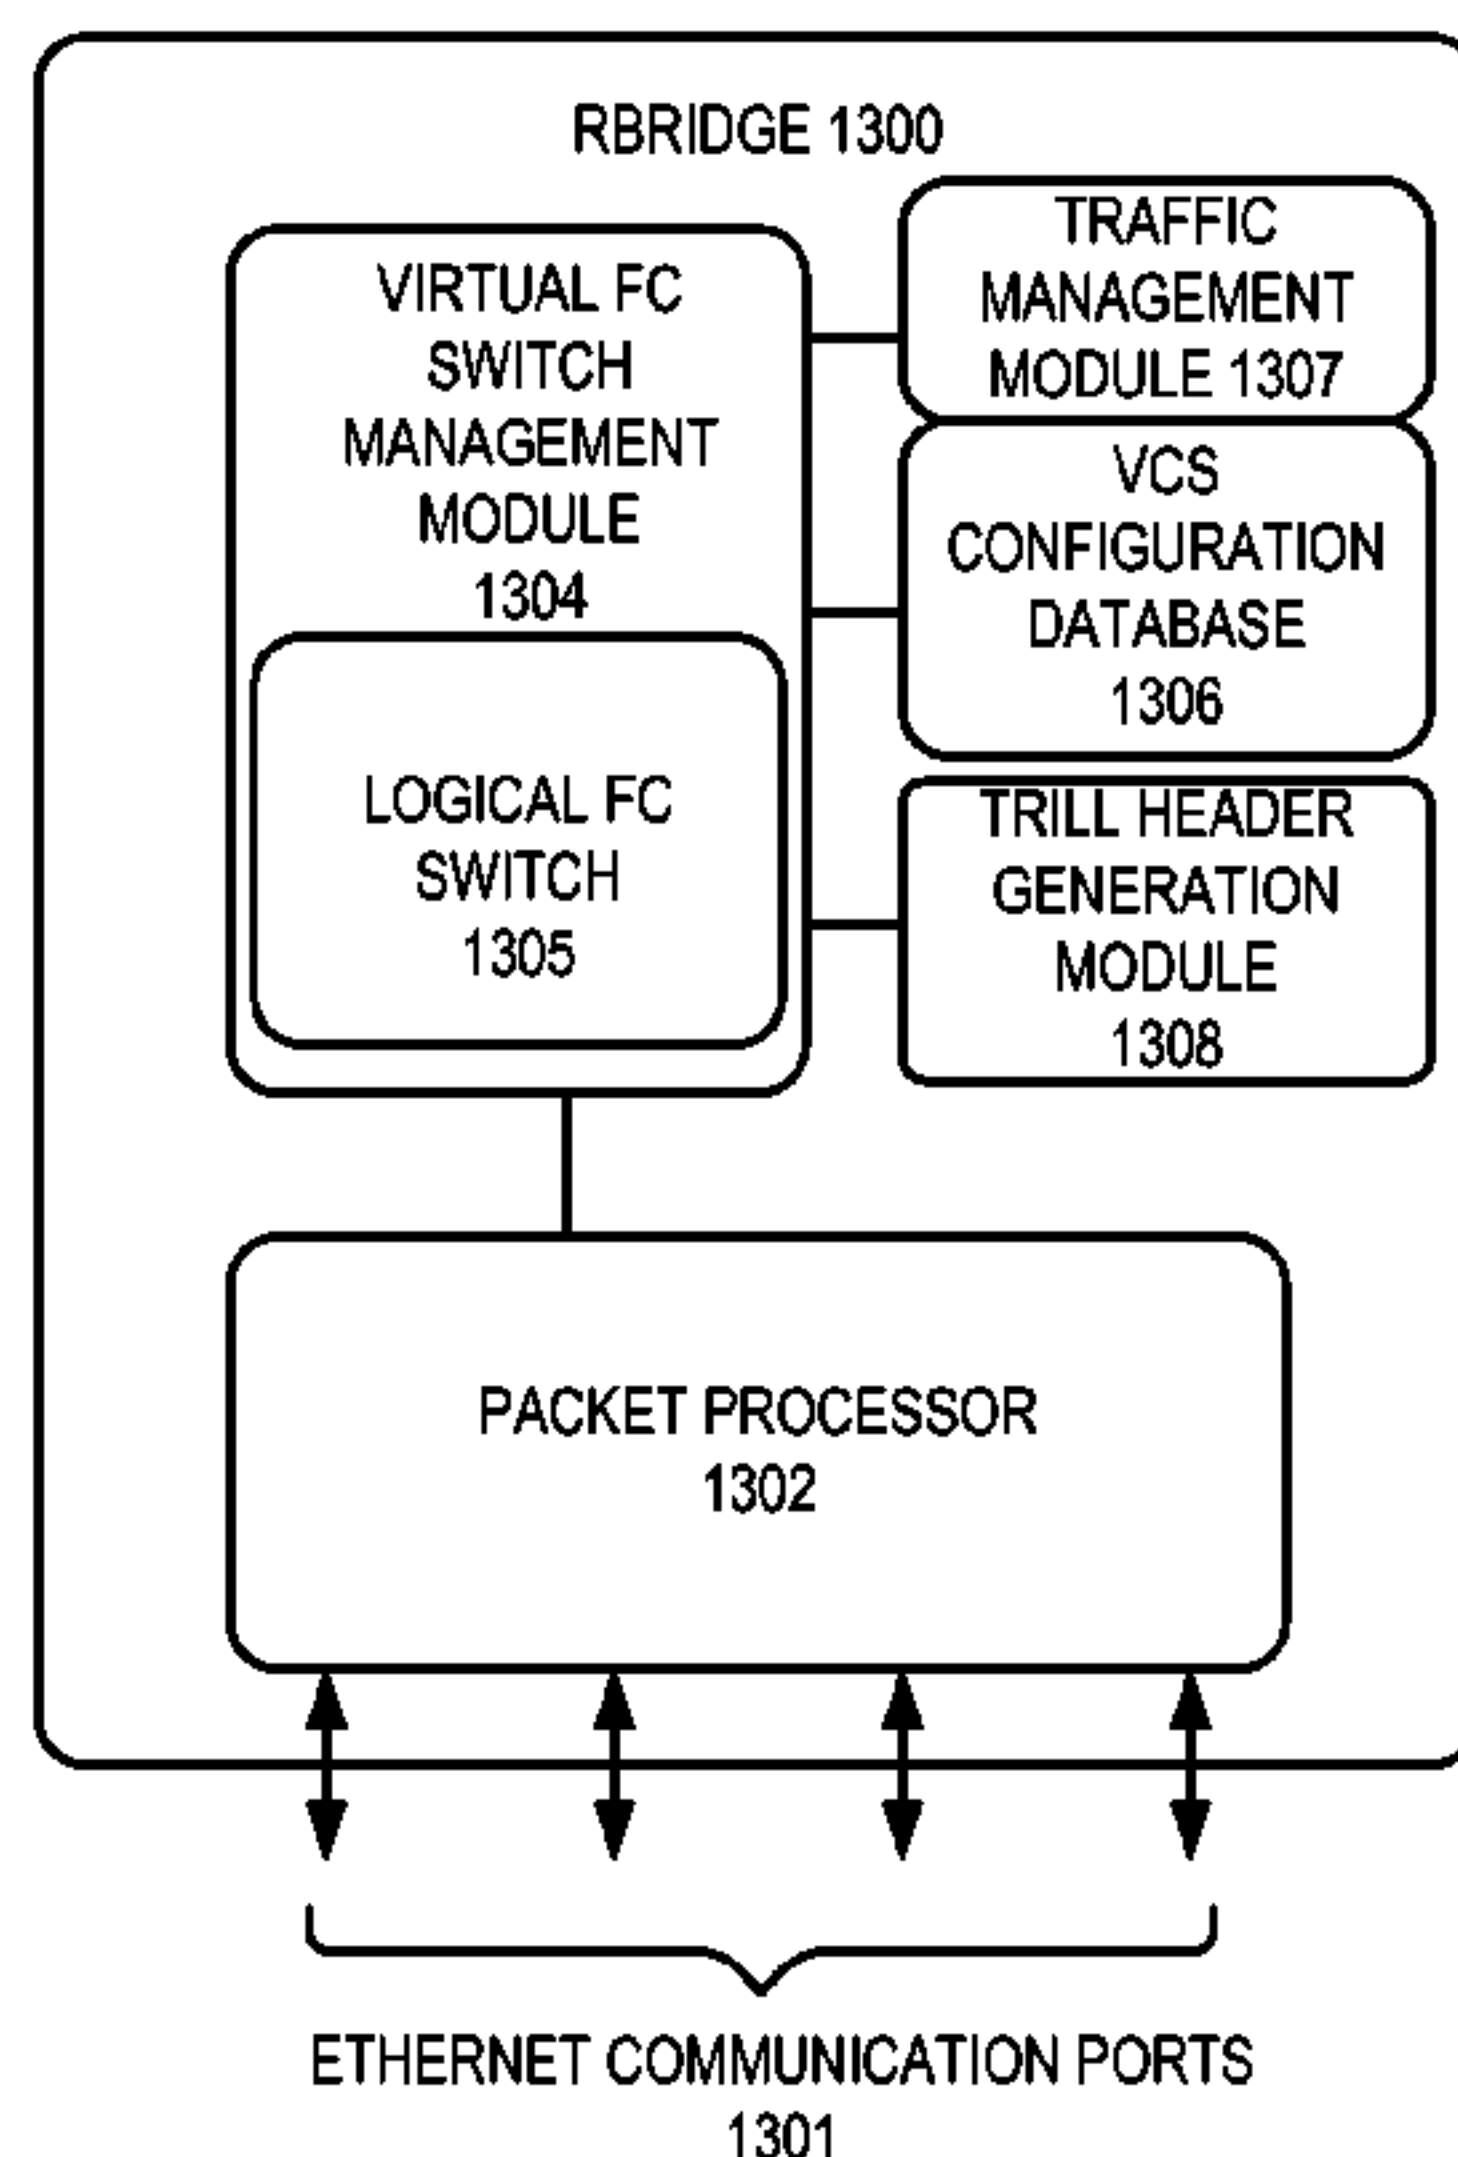 RBRIDGE 1300
VIRTUAL FC
SWITCH
MANAGEMENT
MODULE
1304
LOGICAL FC
SWITCH
1305
TRAFFIC
MANAGEMENT
MODULE 1307
VCS
CONFIGURATION
DATABASE
1306
TRILL HEADER
GENERATION
MODULE
1308
PACKET PROCESSOR
1302
ETHERNET COMMUNICATION PORTS
1301